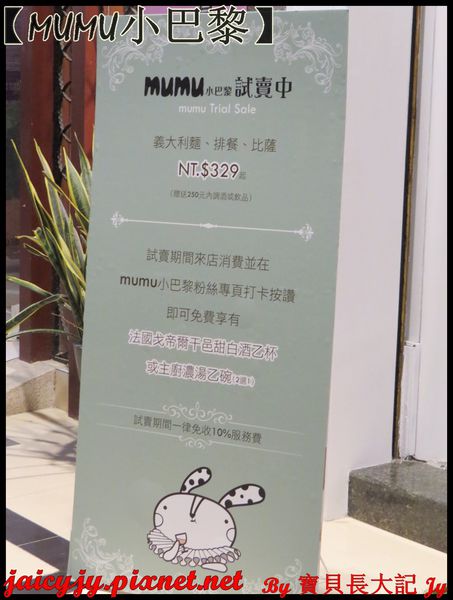 【MUMU小巴黎】
mumu小巴黎 試賣中
mumu Trial Sale
義大利麵、排餐、比薩
NT.$329起
(贈送250元內調酒或飲品)
試賣期間來店消費並在
mumu小巴黎粉絲專頁打卡按讚
即可免費享有
法國戈帝爾干邑甜白酒乙杯
或主廚濃湯乙碗(2選1)
試賣期間一律免收10%服務費
jaicyjy.pixnet.net By 寶貝長大記 Jy